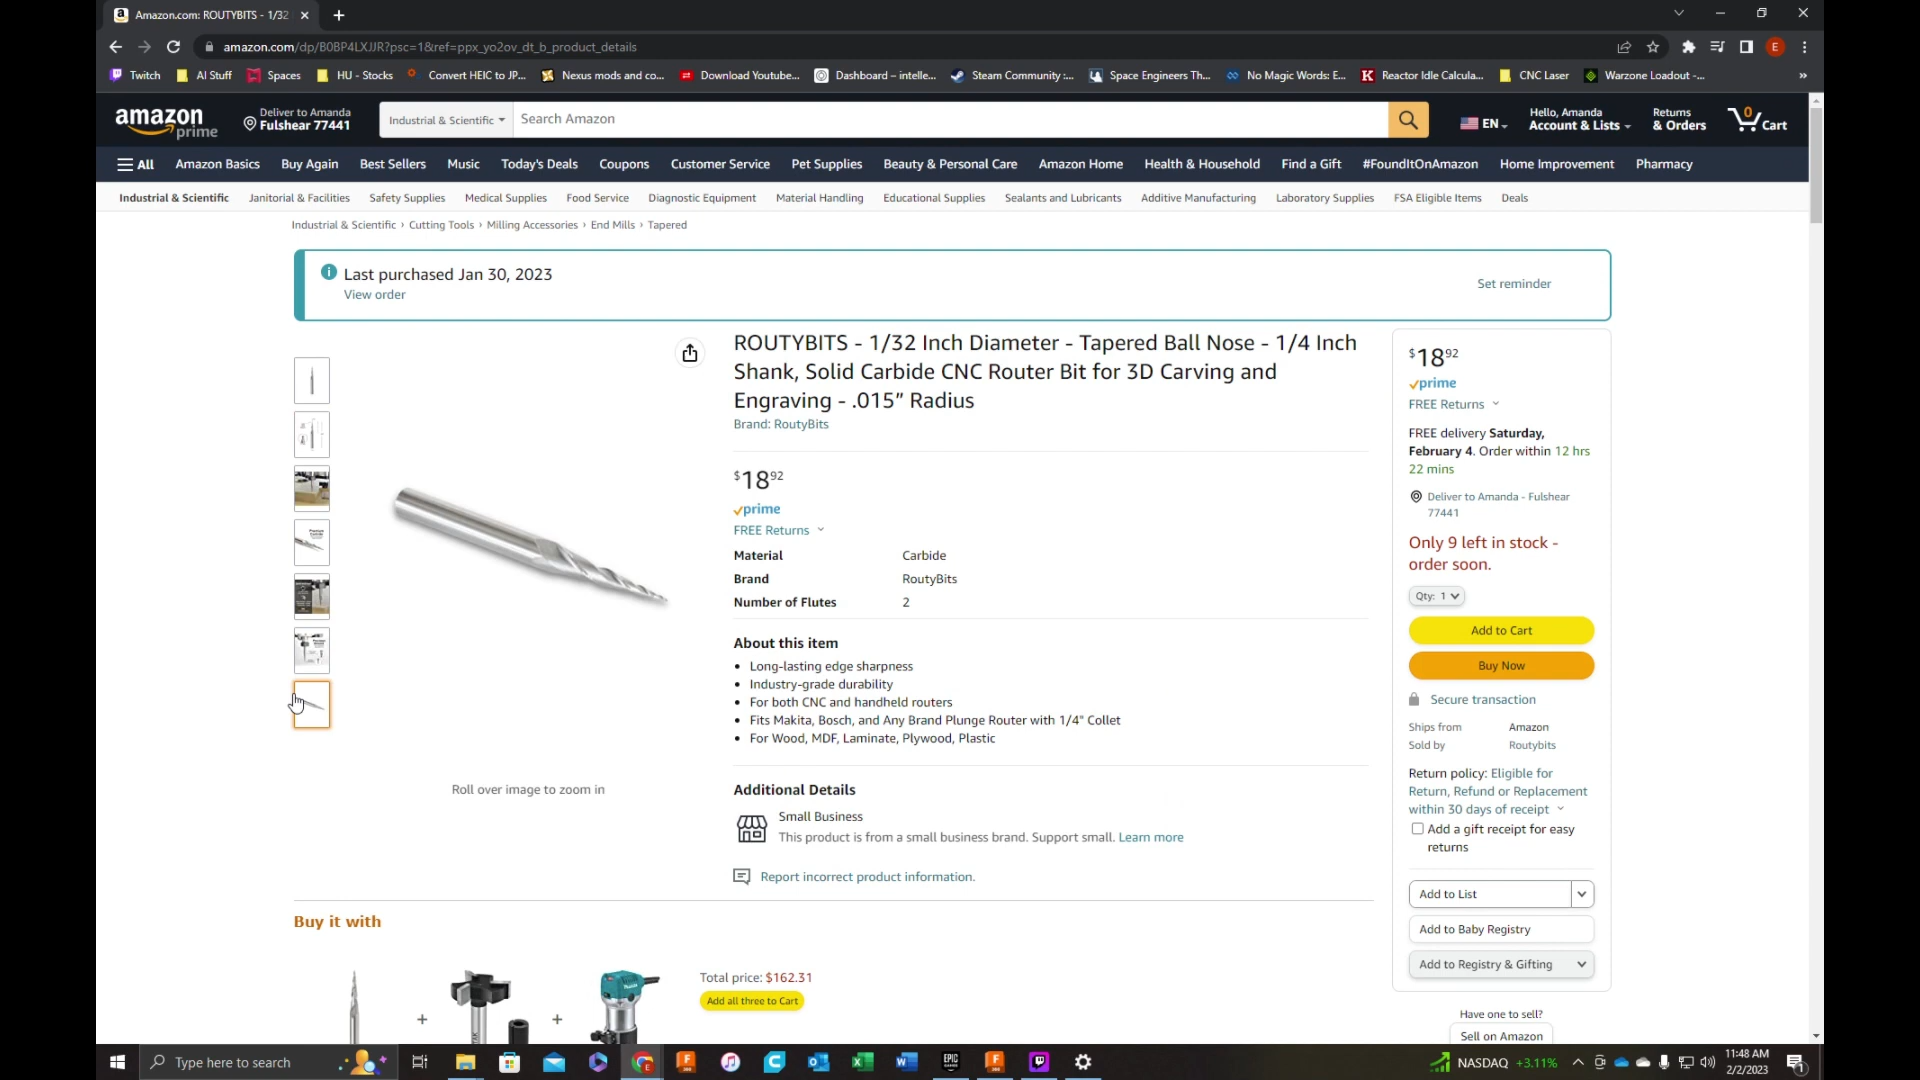 Amazon.com: ROUTYBITS - 1/32
amazon.com/dp/B0BP4LXJJR?psc=1&ref=ppx_yo2ov_dt_b_product_details
E
Twitch AI Stuff Spaces HU - Stocks Convert HEIC to JP... Nexus mods and co... Download Youtube... Dashboard – intelle... Steam Community :... Space Engineers Th... No Magic Words: E... Reactor Idle Calcula... CNC Laser Warzone Loadout -... »
amazon prime
Deliver to Amanda
Fulshear 77441
Industrial & Scientific
Search Amazon
EN
Hello, Amanda
Account & Lists
Returns
& Orders
0
Cart
All Amazon Basics Buy Again Best Sellers Music Today's Deals Coupons Customer Service Pet Supplies Beauty & Personal Care Amazon Home Health & Household Find a Gift #FoundItOnAmazon Home Improvement Pharmacy
Industrial & Scientific Janitorial & Facilities Safety Supplies Medical Supplies Food Service Diagnostic Equipment Material Handling Educational Supplies Sealants and Lubricants Additive Manufacturing Laboratory Supplies FSA Eligible Items Deals
Industrial & Scientific › Cutting Tools › Milling Accessories › End Mills › Tapered
Last purchased Jan 30, 2023
View order
Set reminder
ROUTYBITS - 1/32 Inch Diameter - Tapered Ball Nose - 1/4 Inch
Shank, Solid Carbide CNC Router Bit for 3D Carving and
Engraving - .015” Radius
Brand: RoutyBits
$18 92
prime
FREE Returns
Material Carbide
Brand RoutyBits
Number of Flutes 2
About this item
• Long-lasting edge sharpness
• Industry-grade durability
• For both CNC and handheld routers
• Fits Makita, Bosch, and Any Brand Plunge Router with 1/4" Collet
• For Wood, MDF, Laminate, Plywood, Plastic
Roll over image to zoom in
Additional Details
Small Business
This product is from a small business brand. Support small. Learn more
Report incorrect product information.
$18 92
prime
FREE Returns
FREE delivery Saturday,
February 4. Order within 12 hrs
22 mins
Deliver to Amanda - Fulshear
77441
Only 9 left in stock -
order soon.
Qty: 1
Add to Cart
Buy Now
Secure transaction
Ships from Amazon
Sold by Routybits
Return policy: Eligible for
Return, Refund or Replacement
within 30 days of receipt
Add a gift receipt for easy
returns
Add to List
Add to Baby Registry
Add to Registry & Gifting
Have one to sell?
Sell on Amazon
Buy it with
+ +
Total price: $162.31
Add all three to Cart
Type here to search
NASDAQ +3.11%
11:48 AM
2/2/2023